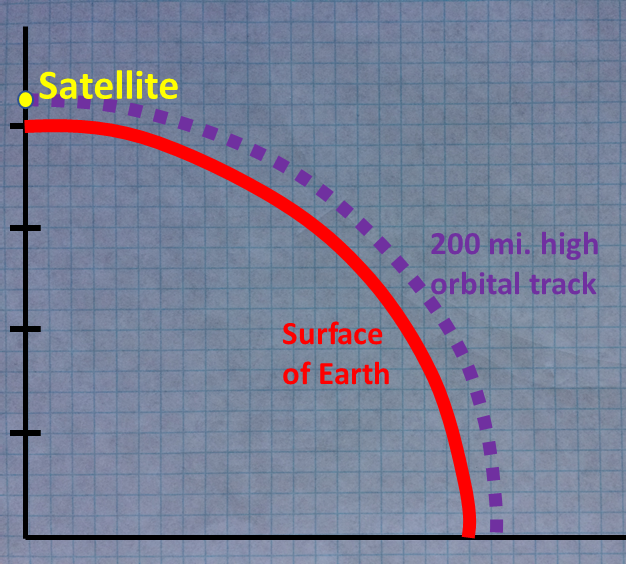 Satellite
200 mi. high
orbital track
Surface
of Earth